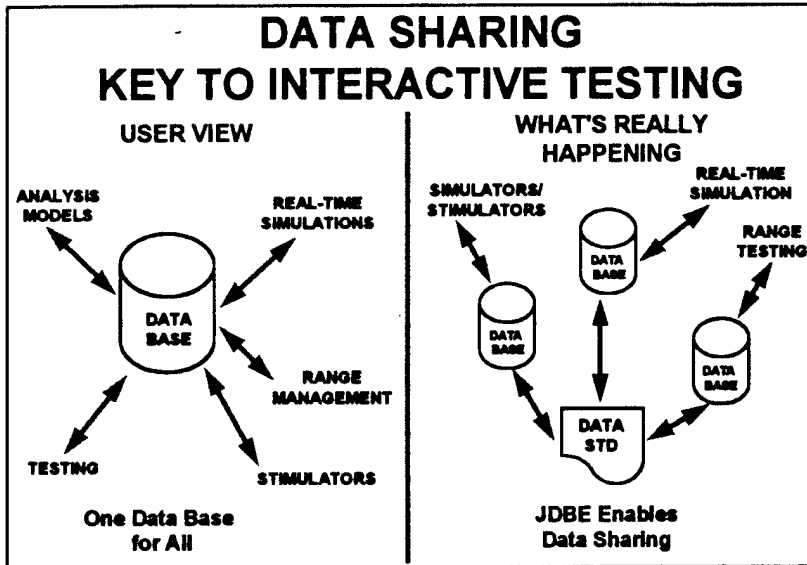 DATA SHARING
KEY TO INTERACTIVE TESTING
USER VIEW
ANALYSIS
MODELS
REAL-TIME
SIMULATIONS
DATA
BASE
RANGE
MANAGEMENT
TESTING
STIMULATORS
One Data Base
for All
WHAT'S REALLY
HAPPENING
SIMULATORS/
STIMULATORS
REAL-TIME
SIMULATION
RANGE
TESTING
DATA
BASE
DATA
BASE
DATA
BASE
DATA
STD
JDBE Enables
Data Sharing